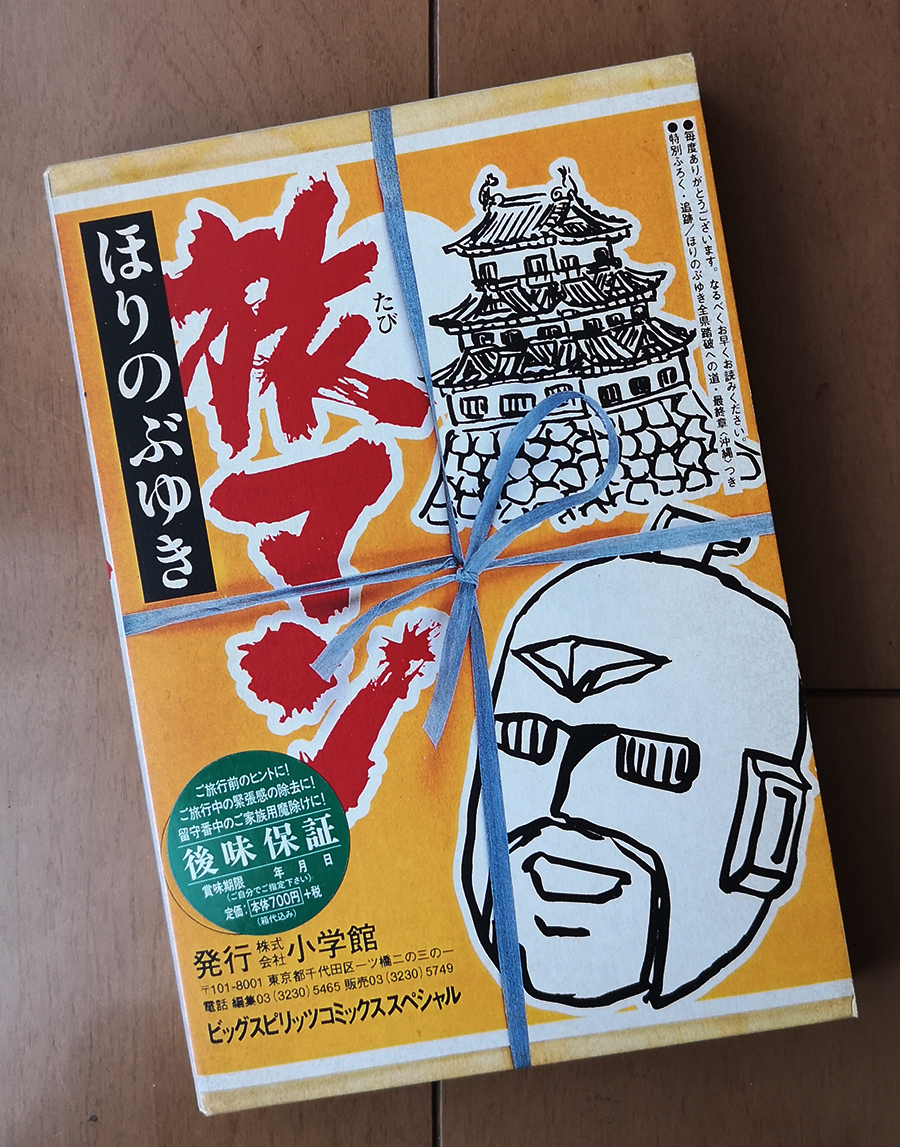 ●毎度ありがとうございます。なるべくお早くお読みください。
●特別ふろく・追跡/ほりのぶゆき全県踏破への道・最終章〈沖縄〉つき
ほりのぶゆき
旅マン
たび
ご旅行前のヒントに!
ご旅行中の緊張感の除去に!
留守番中のご家族用魔除けに!
後味保証
賞味期限 年 月 日
(ご自分でご指定下さい)
定価:本体700円+税
(箱代込み)
発行 株式会社 小学館
〒101-8001 東京都千代田区一ツ橋二の三の一
電話 編集03(3230)5465 販売03(3230)5749
ビッグスピリッツコミックススペシャル